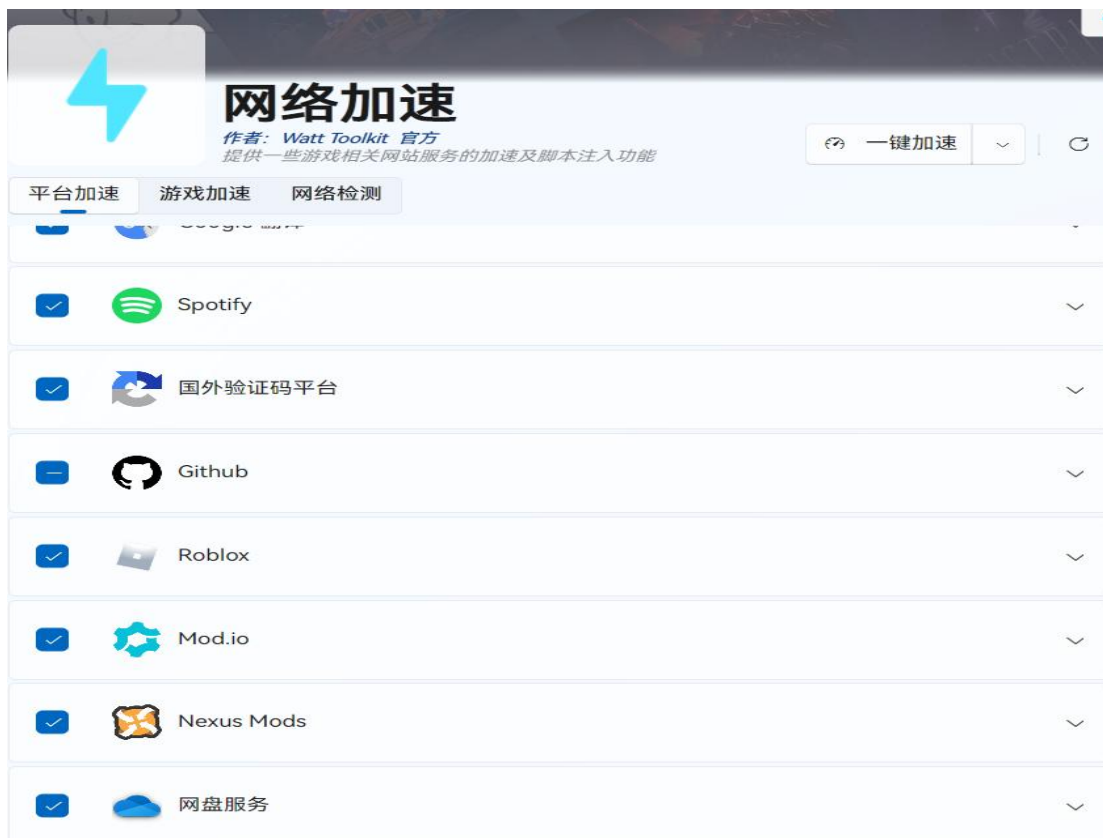 网络加速
作者: Watt Toolkit 官方
提供一些游戏相关网站服务的加速及脚本注入功能
一键加速
平台加速 游戏加速 网络检测
Spotify
国外验证码平台
Github
Roblox
Mod.io
Nexus Mods
网盘服务